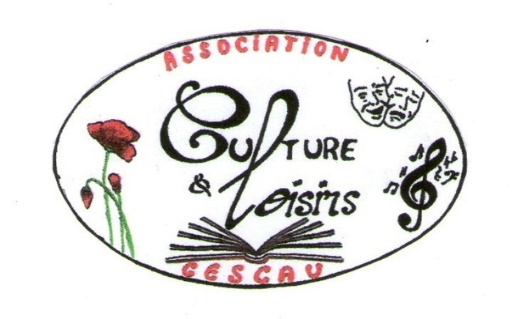 ASSOCIATION
Culture
& Loisirs
CESCAU